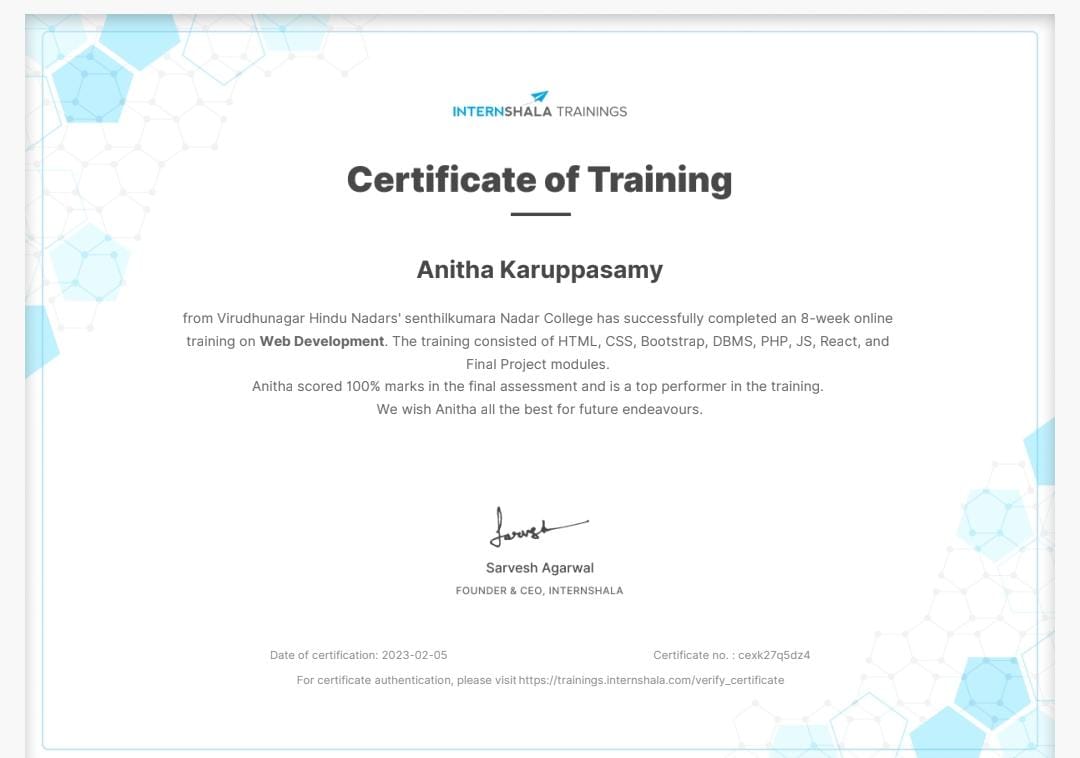 INTERNSHALA TRAININGS
Certificate of Training
Anitha Karuppasamy
from Virudhunagar Hindu Nadars' senthilkumara Nadar College has successfully completed an 8-week online
training on Web Development. The training consisted of HTML, CSS, Bootstrap, DBMS, PHP, JS, React, and
Final Project modules.
Anitha scored 100% marks in the final assessment and is a top performer in the training.
We wish Anitha all the best for future endeavours.
Sarvesh
Sarvesh Agarwal
FOUNDER & CEO, INTERNSHALA
Date of certification: 2023-02-05 Certificate no. : cexk27q5dz4
For certificate authentication, please visit https://trainings.internshala.com/verify_certificate